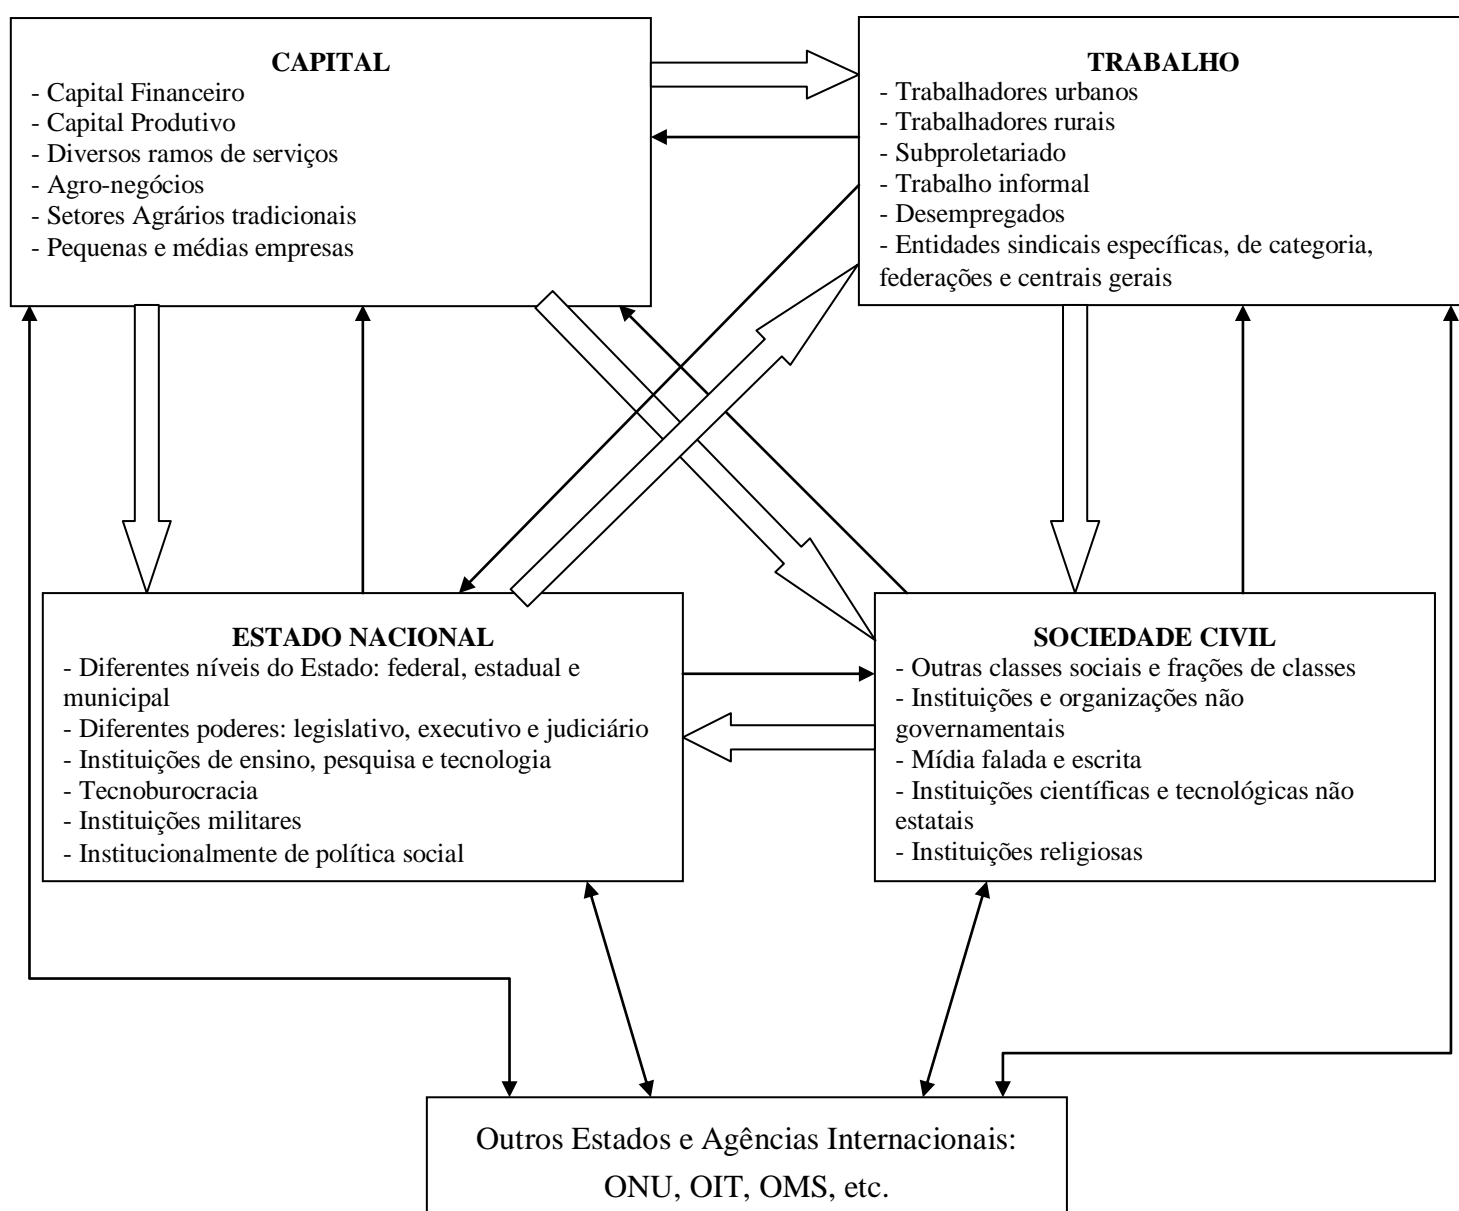 CAPITAL
- Capital Financeiro
- Capital Produtivo
- Diversos ramos de serviços
- Agro-negócios
- Setores Agrários tradicionais
- Pequenas e médias empresas
TRABALHO
- Trabalhadores urbanos
- Trabalhadores rurais
- Subproletariado
- Trabalho informal
- Desempregados
- Entidades sindicais específicas, de categoria,
federações e centrais gerais
ESTADO NACIONAL
- Diferentes níveis do Estado: federal, estadual e
municipal
- Diferentes poderes: legislativo, executivo e judiciário
- Instituições de ensino, pesquisa e tecnologia
- Tecnoburocracia
- Instituições militares
- Institucionalmente de política social
SOCIEDADE CIVIL
- Outras classes sociais e frações de classes
- Instituições e organizações não
governamentais
- Mídia falada e escrita
- Instituições científicas e tecnológicas não
estatais
- Instituições religiosas
Outros Estados e Agências Internacionais:
ONU, OIT, OMS, etc.